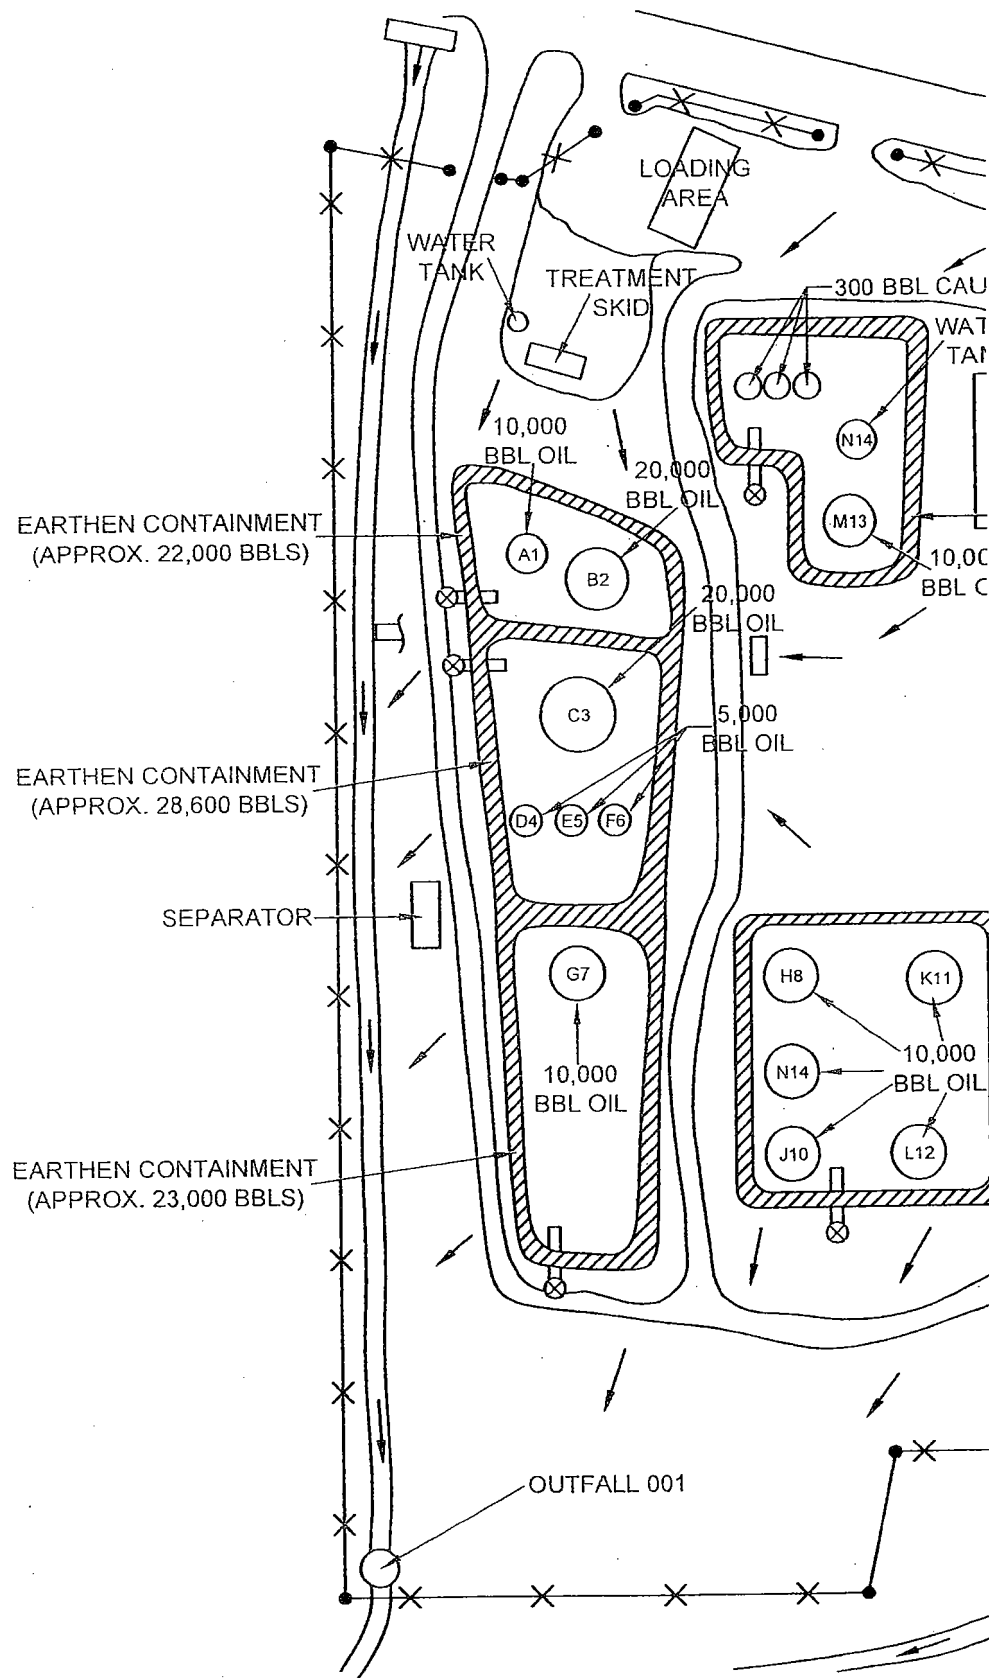 LOADING
AREA
WATER
TANK
TREATMENT
SKID
300 BBL CAU
WAT
TAN
N14
10,000
BBL OIL
20,000
BBL OIL
EARTHEN CONTAINMENT
(APPROX. 22,000 BBLS)
A1
B2
M13
10,00
BBL O
20,000
BBL OIL
C3
5,000
BBL OIL
EARTHEN CONTAINMENT
(APPROX. 28,600 BBLS)
D4
E5
F6
SEPARATOR
G7
H8
K11
10,000
BBL OIL
10,000
BBL OIL
N14
J10
L12
EARTHEN CONTAINMENT
(APPROX. 23,000 BBLS)
OUTFALL 001